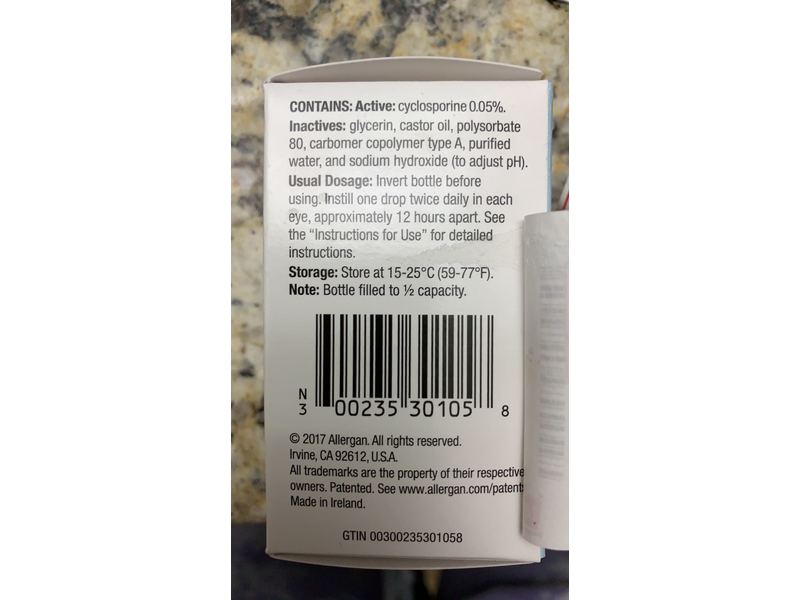 CONTAINS: Active: cyclosporine 0.05%.
Inactives: glycerin, castor oil, polysorbate
80, carbomer copolymer type A, purified
water, and sodium hydroxide (to adjust pH).
Usual Dosage: Invert bottle before
using. Instill one drop twice daily in each
eye, approximately 12 hours apart. See
the “Instructions for Use” for detailed
instructions.
Storage: Store at 15-25°C (59-77°F).
Note: Bottle filled to ½ capacity.
N
3 00235 30105 8
© 2017 Allergan. All rights reserved.
Irvine, CA 92612, U.S.A.
All trademarks are the property of their respective
owners. Patented. See www.allergan.com/patents
Made in Ireland.
GTIN 00300235301058